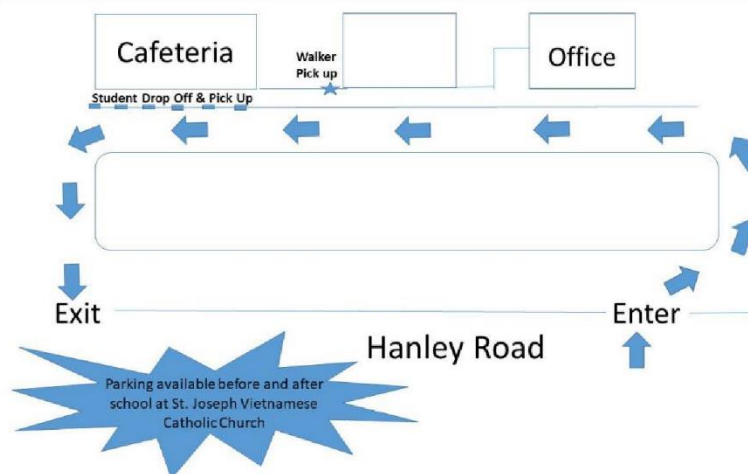 Cafeteria
Walker
Pick up
Office
Student Drop Off & Pick Up
Exit
Enter
Hanley Road
Parking available before and after
school at St. Joseph Vietnamese
Catholic Church